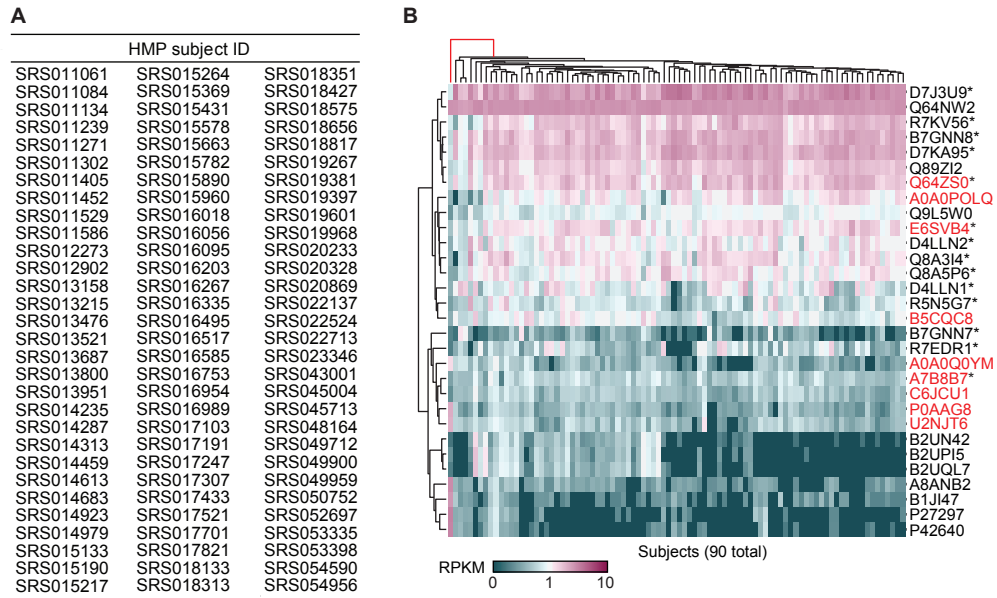 A
HMP subject ID
SRS011061 SRS015264 SRS018351
SRS011084 SRS015369 SRS018427
SRS011134 SRS015431 SRS018575
SRS011239 SRS015578 SRS018656
SRS011271 SRS015663 SRS018817
SRS011302 SRS015782 SRS019267
SRS011405 SRS015890 SRS019381
SRS011452 SRS015960 SRS019397
SRS011529 SRS016018 SRS019601
SRS011586 SRS016056 SRS019968
SRS012273 SRS016095 SRS020233
SRS012902 SRS016203 SRS020328
SRS013158 SRS016267 SRS020869
SRS013215 SRS016335 SRS022137
SRS013476 SRS016495 SRS022524
SRS013521 SRS016517 SRS022713
SRS013687 SRS016585 SRS023346
SRS013800 SRS016753 SRS043001
SRS013951 SRS016954 SRS045004
SRS014235 SRS016989 SRS045713
SRS014287 SRS017103 SRS048164
SRS014313 SRS017191 SRS049712
SRS014459 SRS017247 SRS049900
SRS014613 SRS017307 SRS049959
SRS014683 SRS017433 SRS050752
SRS014923 SRS017521 SRS052697
SRS014979 SRS017701 SRS053335
SRS015133 SRS017821 SRS053398
SRS015190 SRS018133 SRS054590
SRS015217 SRS018313 SRS054956
B
D7J3U9*
Q64NW2
R7KV56*
B7GNN8*
D7KA95*
Q89ZI2
Q64ZS0*
A0A0POLQ
Q9L5W0
E6SVB4*
D4LLN2*
Q8A3I4*
Q8A5P6*
D4LLN1*
R5N5G7*
B5CQC8
B7GNN7*
R7EDR1*
A0A0Q0YM
A7B8B7*
C6JCU1
P0AAG8
U2NJT6
B2UN42
B2UPI5
B2UQL7
A8ANB2
B1JI47
P27297
P42640
Subjects (90 total)
RPKM
0 1 10